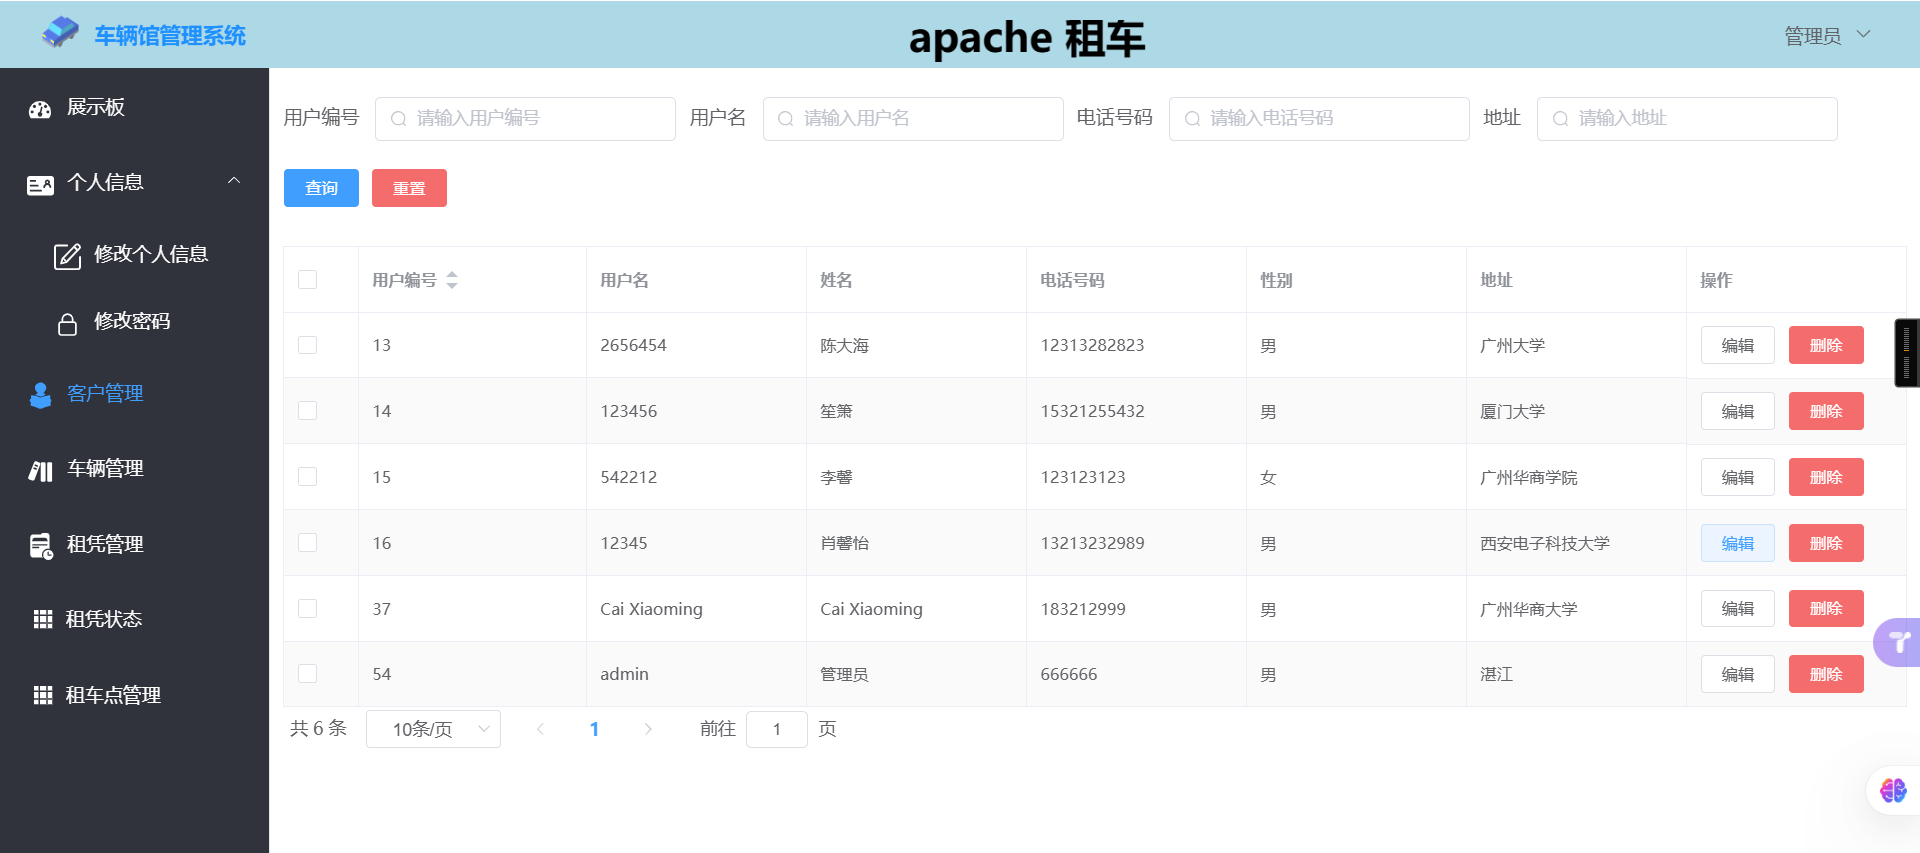 车辆馆管理系统
apache 租车
管理员
展示板
个人信息
修改个人信息
修改密码
客户管理
车辆管理
租凭管理
租凭状态
租车点管理
用户编号 请输入用户编号 用户名 请输入用户名 电话号码 请输入电话号码 地址 请输入地址
查询 重置
用户编号 用户名 姓名 电话号码 性别 地址 操作
13 2656454 陈大海 12313282823 男 广州大学 编辑 删除
14 123456 笙箫 15321255432 男 厦门大学 编辑 删除
15 542212 李馨 123123123 女 广州华商学院 编辑 删除
16 12345 肖馨怡 13213232989 男 西安电子科技大学 编辑 删除
37 Cai Xiaoming Cai Xiaoming 183212999 男 广州华商大学 编辑 删除
54 admin 管理员 666666 男 湛江 编辑 删除
共 6 条 10条/页 1 前往 1 页